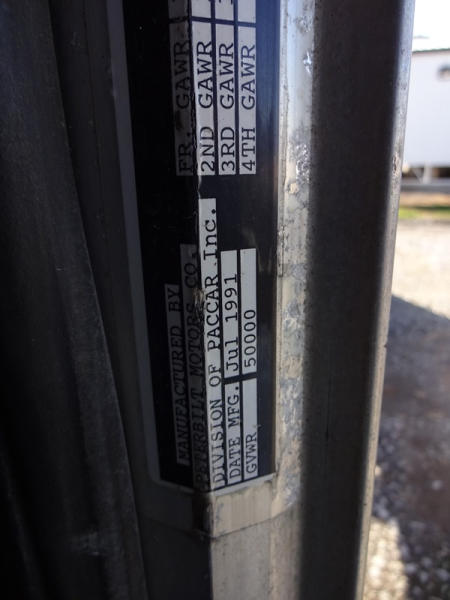 MANUFACTURED BY
PETERBILT MOTORS CO.
DIVISION OF PACCAR Inc.
DATE MFG. Jul 1991
GVWR. 50000
FR. GAWR
2ND GAWR
3RD GAWR
4TH GAWR